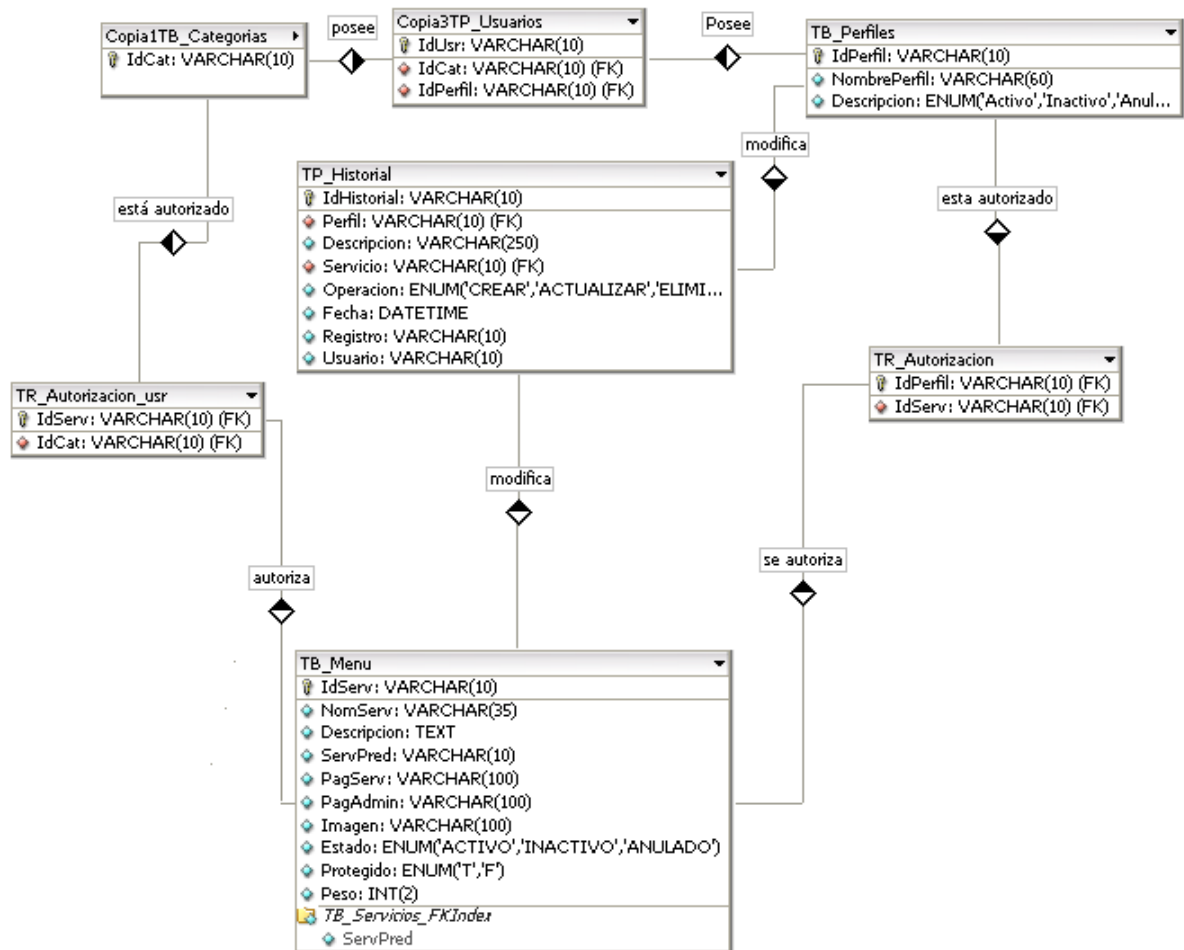 Copia1TB_Categorias
IdCat: VARCHAR(10)
posee
Copia3TP_Usuarios
IdUsr: VARCHAR(10)
IdCat: VARCHAR(10) (FK)
IdPerfil: VARCHAR(10) (FK)
Posee
TB_Perfiles
IdPerfil: VARCHAR(10)
NombrePerfil: VARCHAR(60)
Descripcion: ENUM('Activo','Inactivo','Anul...
modifica
está autorizado
TP_Historial
IdHistorial: VARCHAR(10)
Perfil: VARCHAR(10) (FK)
Descripcion: VARCHAR(250)
Servicio: VARCHAR(10) (FK)
Operacion: ENUM('CREAR','ACTUALIZAR','ELIMI...
Fecha: DATETIME
Registro: VARCHAR(10)
Usuario: VARCHAR(10)
esta autorizado
TR_Autorizacion_usr
IdServ: VARCHAR(10) (FK)
IdCat: VARCHAR(10) (FK)
TR_Autorizacion
IdPerfil: VARCHAR(10) (FK)
IdServ: VARCHAR(10) (FK)
modifica
autoriza
se autoriza
TB_Menu
IdServ: VARCHAR(10)
NomServ: VARCHAR(35)
Descripcion: TEXT
ServPred: VARCHAR(10)
PagServ: VARCHAR(100)
PagAdmin: VARCHAR(100)
Imagen: VARCHAR(100)
Estado: ENUM('ACTIVO','INACTIVO','ANULADO')
Protegido: ENUM('T','F')
Peso: INT(2)
TB_Servicios_FKIndex
ServPred